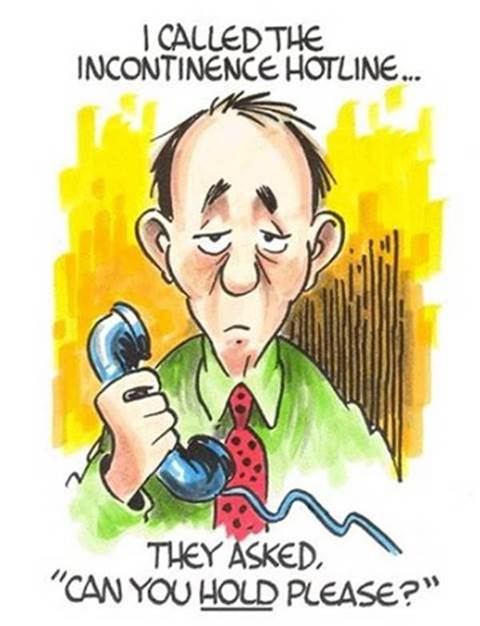 I CALLED THE
INCONTINENCE HOTLINE...
THEY ASKED,
"CAN YOU HOLD PLEASE?"